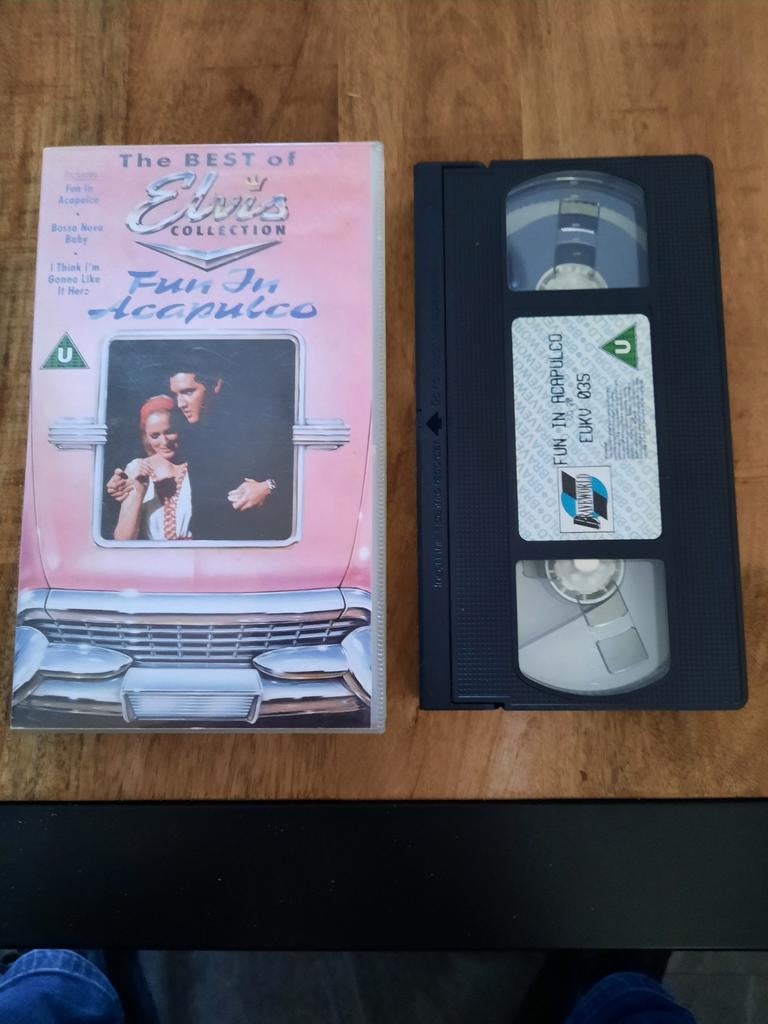 The BEST of
Elvis
COLLECTION
Fun In
Acapulco
Includes
Fun In
Acapulco
Bossa Nova
Baby
I Think I'm
Gonna Like
It Here
U
FUN IN ACAPULCO
EUKV 035
BRAVEWORLD
U